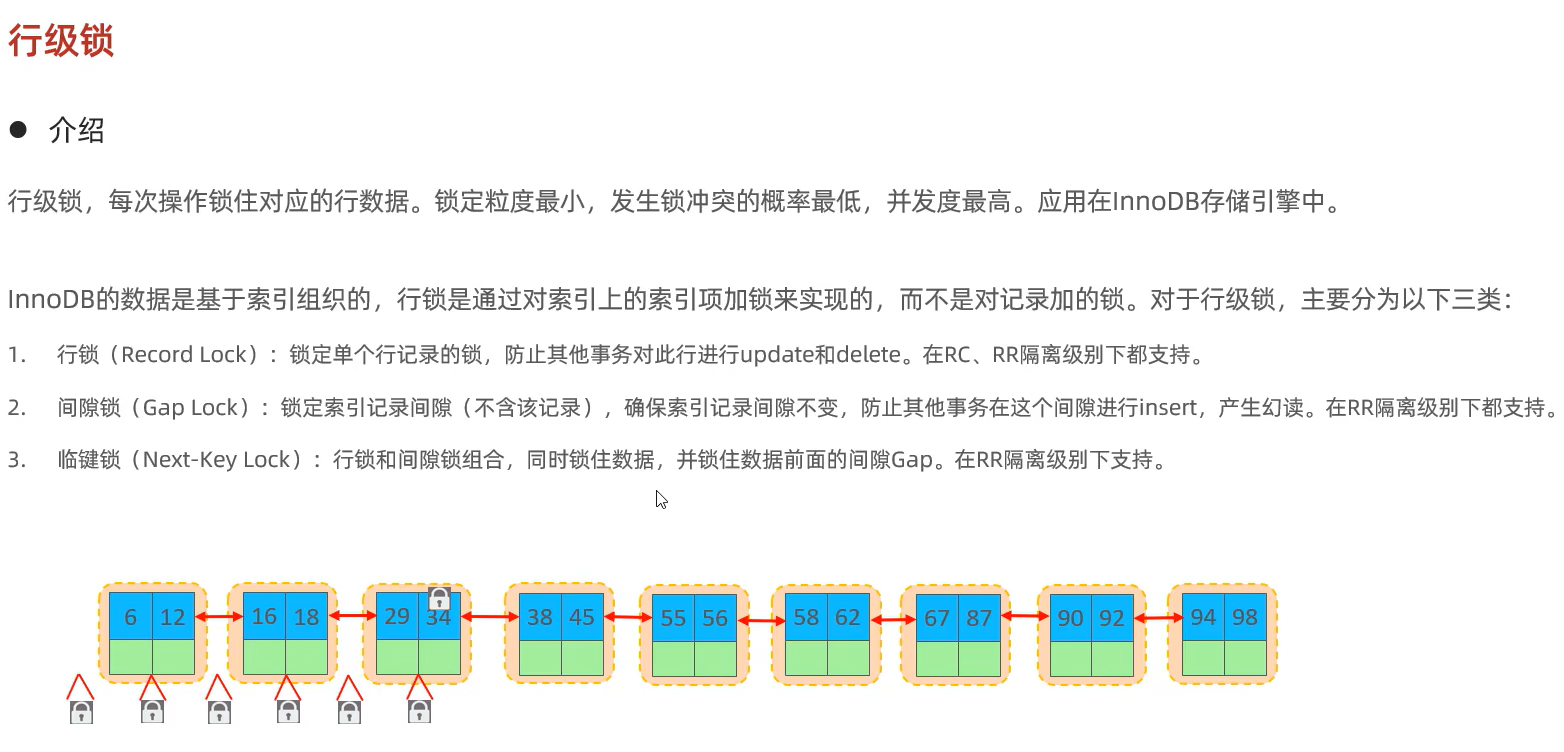 行级锁
● 介绍
行级锁，每次操作锁住对应的行数据。锁定粒度最小，发生锁冲突的概率最低，并发度最高。应用在InnoDB存储引擎中。
InnoDB的数据是基于索引组织的，行锁是通过对索引上的索引项加锁来实现的，而不是对记录加的锁。对于行级锁，主要分为以下三类：
1. 行锁（Record Lock）：锁定单个行记录的锁，防止其他事务对此行进行update和delete。在RC、RR隔离级别下都支持。
2. 间隙锁（Gap Lock）：锁定索引记录间隙（不含该记录），确保索引记录间隙不变，防止其他事务在这个间隙进行insert，产生幻读。在RR隔离级别下都支持。
3. 临键锁（Next-Key Lock）：行锁和间隙锁组合，同时锁住数据，并锁住数据前面的间隙Gap。在RR隔离级别下支持。
6 12 16 18 29 34 38 45 55 56 58 62 67 87 90 92 94 98